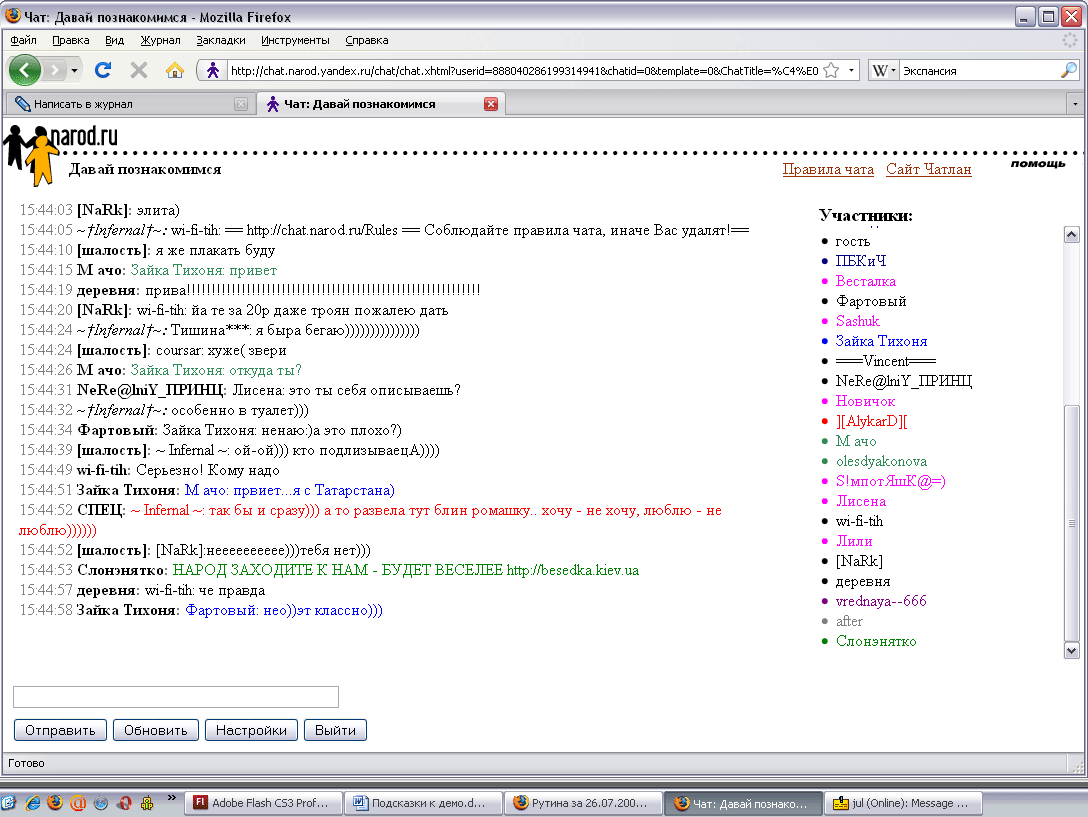 Чат: Давай познакомимся - Mozilla Firefox
Файл Правка Вид Журнал Закладки Инструменты Справка
http://chat.narod.yandex.ru/chat/chat.xhtml?userid=888040286199314941&chatid=0&template=0&ChatTitle=%C4%E0 W Экспансия
Написать в журнал Чат: Давай познакомимся
narod.ru
помощь
Давай познакомимся Правила чата Сайт Чатлан
15:44:03 [NaRk]: элита)
15:44:05 ~†Infernal†~: wi-fi-tih: == http://chat.narod.ru/Rules == Соблюдайте правила чата, иначе Вас удалят!==
15:44:10 [шалость]: я же плакать буду
15:44:15 М ачо: Зайка Тихоня: привет
15:44:19 деревня: прива!!!!!!!!!!!!!!!!!!!!!!!!!!!!!!!!!!!!!!!!!!!!!!!!!!!!!!!!!!!
15:44:20 [NaRk]: wi-fi-tih: йа те за 20р даже троян пожалею дать
15:44:24 ~†Infernal†~: Тишина***: я быра бегаю)))))))))))))))
15:44:24 [шалость]: coursar: хуже( звери
15:44:26 М ачо: Зайка Тихоня: откуда ты?
15:44:31 NeRe@lniY_ПРИНЦ: Лисена: это ты себя описываешь?
15:44:32 ~†Infernal†~: особенно в туалет)))
15:44:34 Фартовый: Зайка Тихоня: ненаю:)а это плохо?)
15:44:39 [шалость]: ~ Infernal ~: ой-ой))) кто подлизываецА))))
15:44:49 wi-fi-tih: Серьезно! Кому надо
15:44:51 Зайка Тихоня: М ачо: првиет...я с Татарстана)
15:44:52 СПЕЦ: ~ Infernal ~: так бы и сразу))) а то развела тут блин ромашку.. хочу - не хочу, люблю - не
люблю))))))
15:44:52 [шалость]: [NaRk]:нееееееееее)))тебя нет)))
15:44:53 Слонэнятко: НАРОД ЗАХОДИТЕ К НАМ - БУДЕТ ВЕСЕЛЕЕ http://besedka.kiev.ua
15:44:57 деревня: wi-fi-tih: че правда
15:44:58 Зайка Тихоня: Фартовый: нео))эт классно)))
Участники:
гость
ПБКиЧ
Весталка
Фартовый
Sashuk
Зайка Тихоня
===Vincent===
NeRe@lniY_ПРИНЦ
Новичок
][AlykarD][
М ачо
olesdyakonova
S!мпотЯшК@=)
Лисена
wi-fi-tih
Лили
[NaRk]
деревня
vrednaya--666
after
Слонэнятко
Отправить Обновить Настройки Выйти
Готово
Adobe Flash CS3 Prof... Подсказки к демо.d... Рутина за 26.07.200... Чат: Давай познако... jul (Online): Message ...